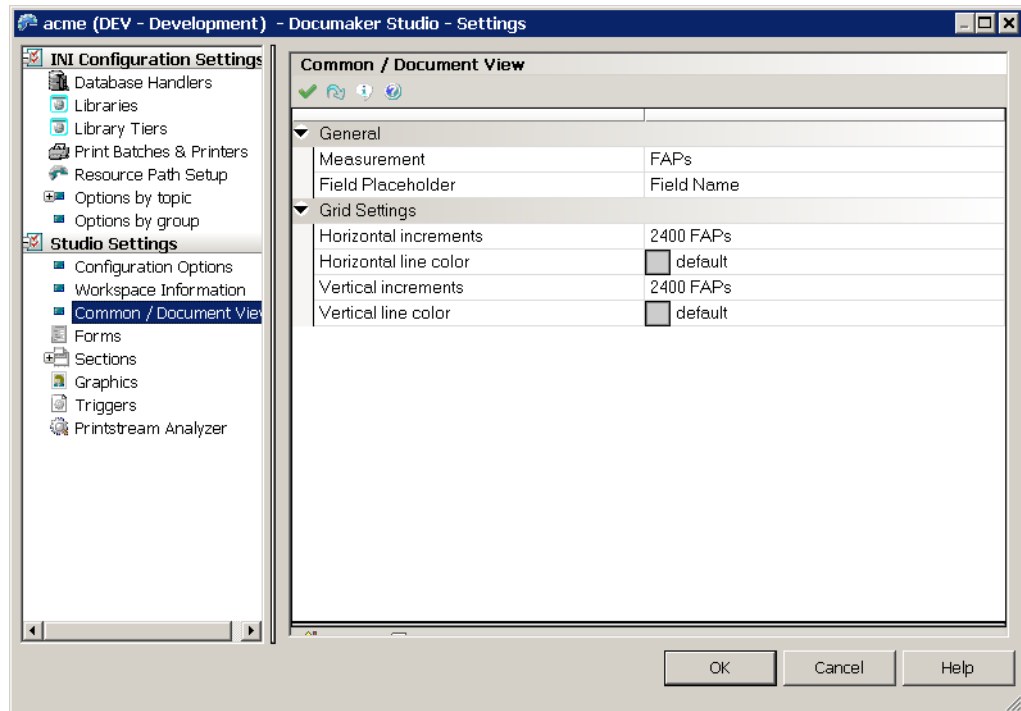 acme (DEV - Development) - Documaker Studio - Settings
INI Configuration Settings
Database Handlers
Libraries
Library Tiers
Print Batches & Printers
Resource Path Setup
Options by topic
Options by group
Studio Settings
Configuration Options
Workspace Information
Common / Document Vie
Forms
Sections
Graphics
Triggers
Printstream Analyzer
Common / Document View
General
Measurement FAPs
Field Placeholder Field Name
Grid Settings
Horizontal increments 2400 FAPs
Horizontal line color default
Vertical increments 2400 FAPs
Vertical line color default
OK Cancel Help